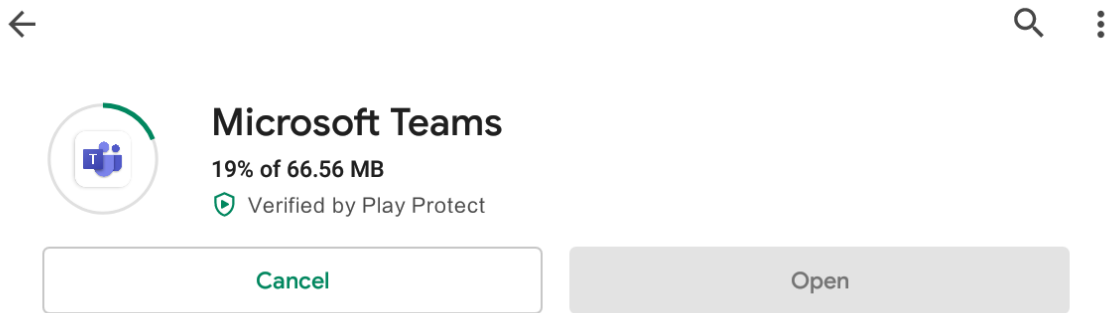 Microsoft Teams
T
19% of 66.56 MB
Verified by Play Protect
Cancel
Open